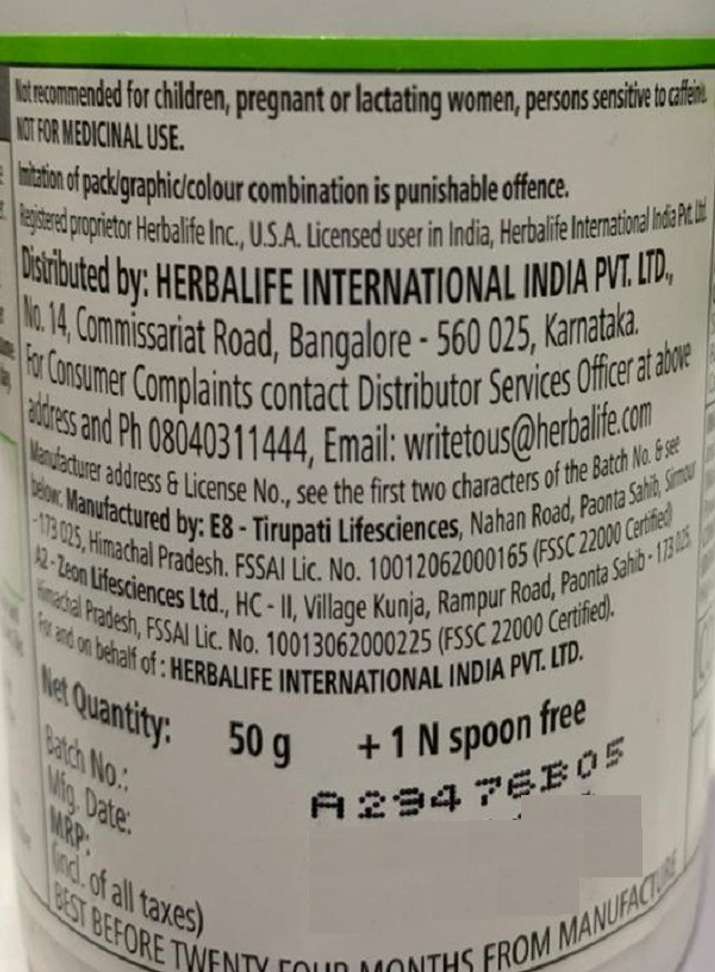 Not recommended for children, pregnant or lactating women, persons sensitive to caffeine.
NOT FOR MEDICINAL USE.
Imitation of pack/graphic/colour combination is punishable offence.
Registered proprietor Herbalife Inc., U.S.A. Licensed user in India, Herbalife International India Pvt. Ltd
Distributed by: HERBALIFE INTERNATIONAL INDIA PVT. LTD.,
No. 14, Commissariat Road, Bangalore - 560 025, Karnataka.
For Consumer Complaints contact Distributor Services Officer at above
address and Ph 08040311444, Email: writetous@herbalife.com
Manufacturer address & License No., see the first two characters of the Batch No. & see
below: Manufactured by: E8 - Tirupati Lifesciences, Nahan Road, Paonta Sahib, Sirmour
- 173 025, Himachal Pradesh. FSSAI Lic. No. 10012062000165 (FSSC 22000 Certified)
A2 - Zeon Lifesciences Ltd., HC - II, Village Kunja, Rampur Road, Paonta Sahib - 173 025,
Himachal Pradesh, FSSAI Lic. No. 10013062000225 (FSSC 22000 Certified).
For and on behalf of : HERBALIFE INTERNATIONAL INDIA PVT. LTD.
Net Quantity: 50 g + 1 N spoon free
Batch No.: A29476B05
Mfg. Date:
MRP:
(incl. of all taxes)
BEST BEFORE TWENTY FOUR MONTHS FROM MANUFACTURE